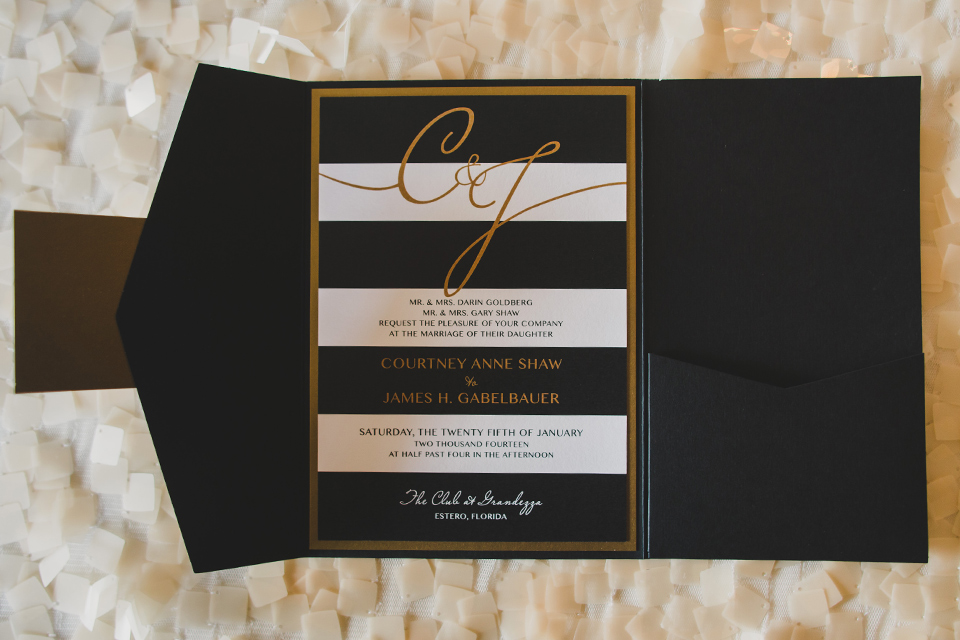 C&J
MR. & MRS. DARIN GOLDBERG
MR. & MRS. GARY SHAW
REQUEST THE PLEASURE OF YOUR COMPANY
AT THE MARRIAGE OF THEIR DAUGHTER
COURTNEY ANNE SHAW
to
JAMES H. GABELBAUER
SATURDAY, THE TWENTY FIFTH OF JANUARY
TWO THOUSAND FOURTEEN
AT HALF PAST FOUR IN THE AFTERNOON
The Club at Grandezza
ESTERO, FLORIDA